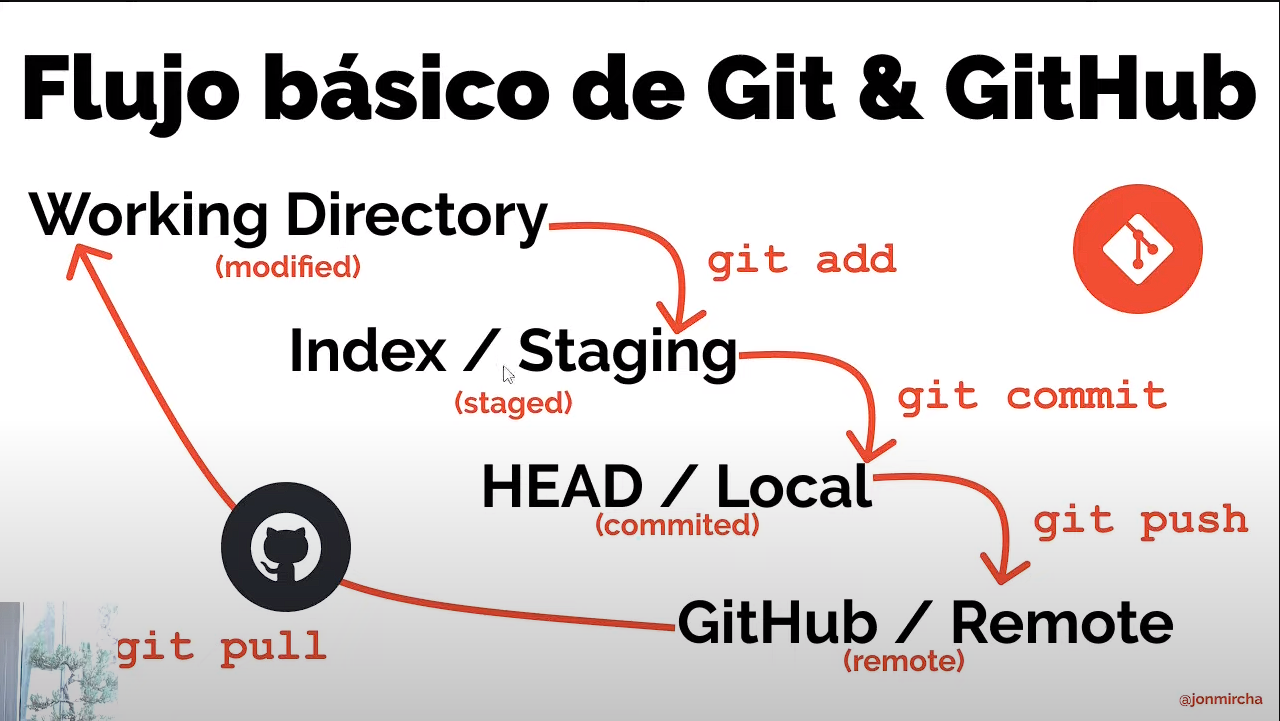 Flujo básico de Git & GitHub
Working Directory
(modified)
git add
Index / Staging
(staged)
git commit
HEAD / Local
(commited)
git push
GitHub / Remote
(remote)
git pull
@jonmircha